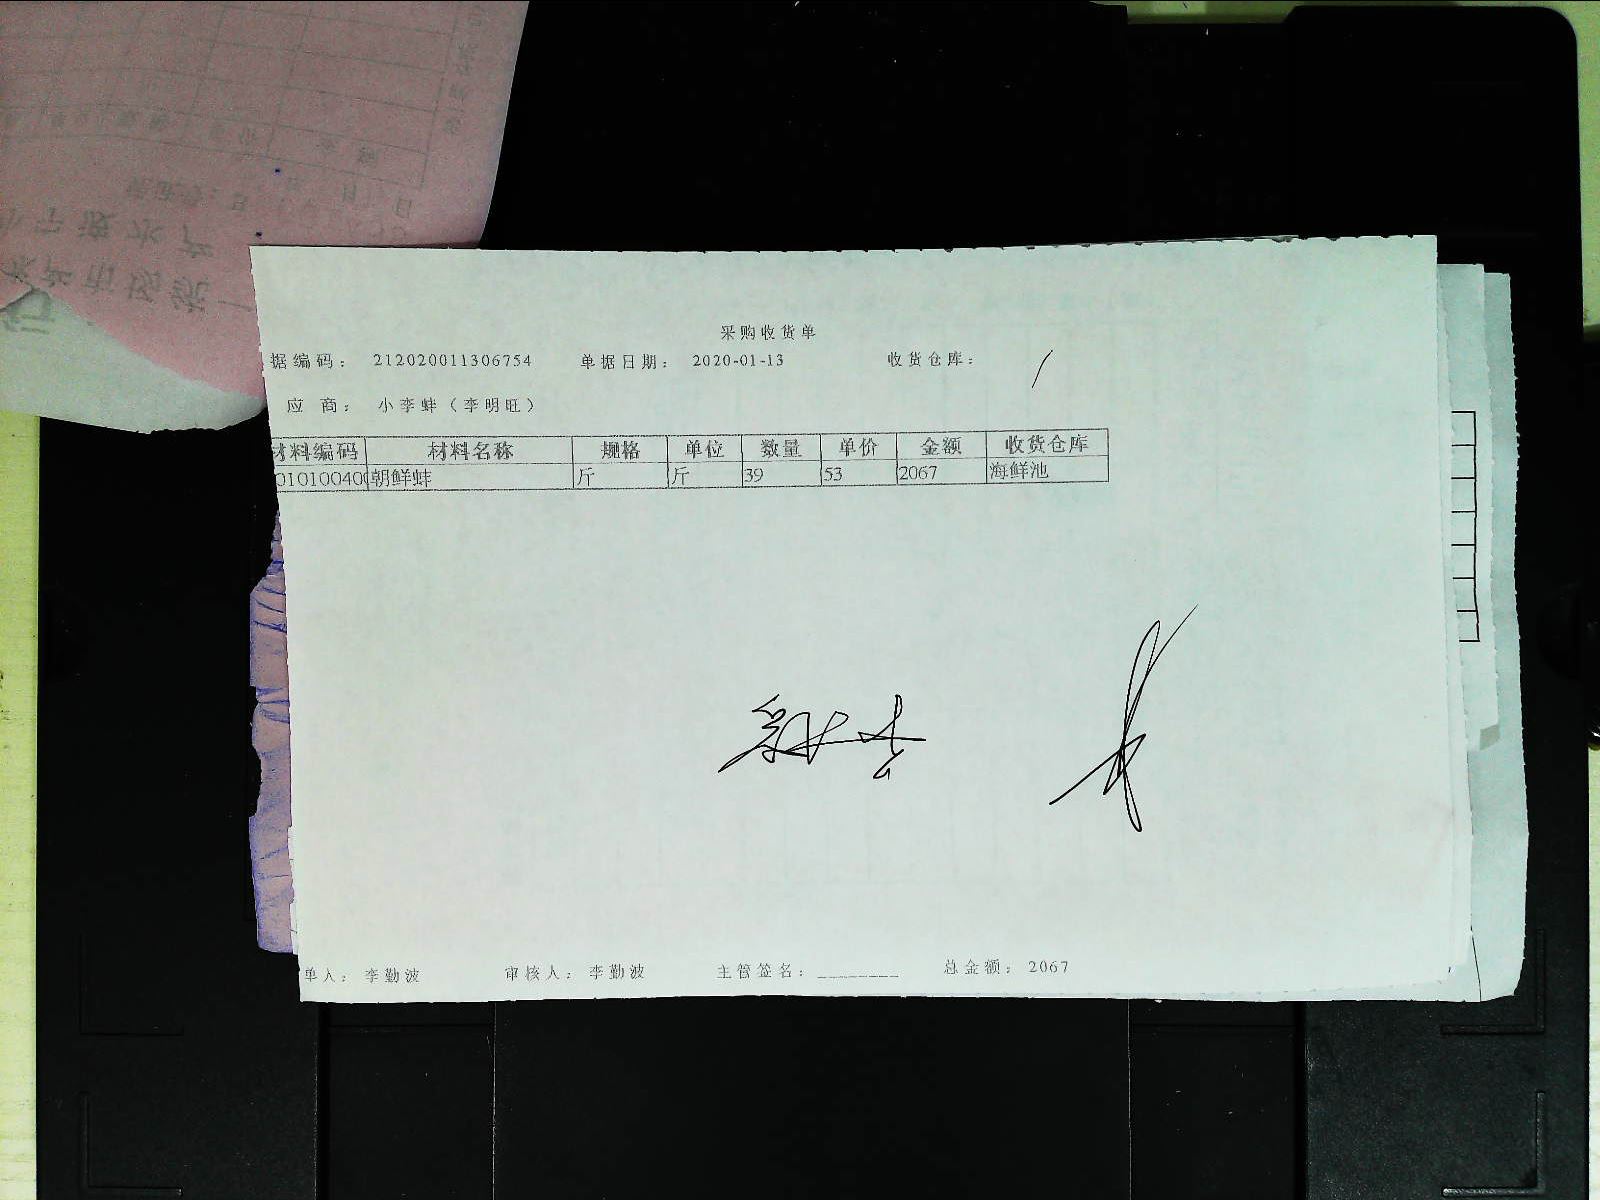 采购收货单
据编码： 212020011306754 单据日期： 2020-01-13 收货仓库：
应 商： 小李蚌（李明旺）
材料编码 材料名称 规格 单位 数量 单价 金额 收货仓库
01010040 朝鲜蚌 斤 斤 39 53 2067 海鲜池
单人： 李勤波 审核人： 李勤波 主管签名：________ 总金额： 2067